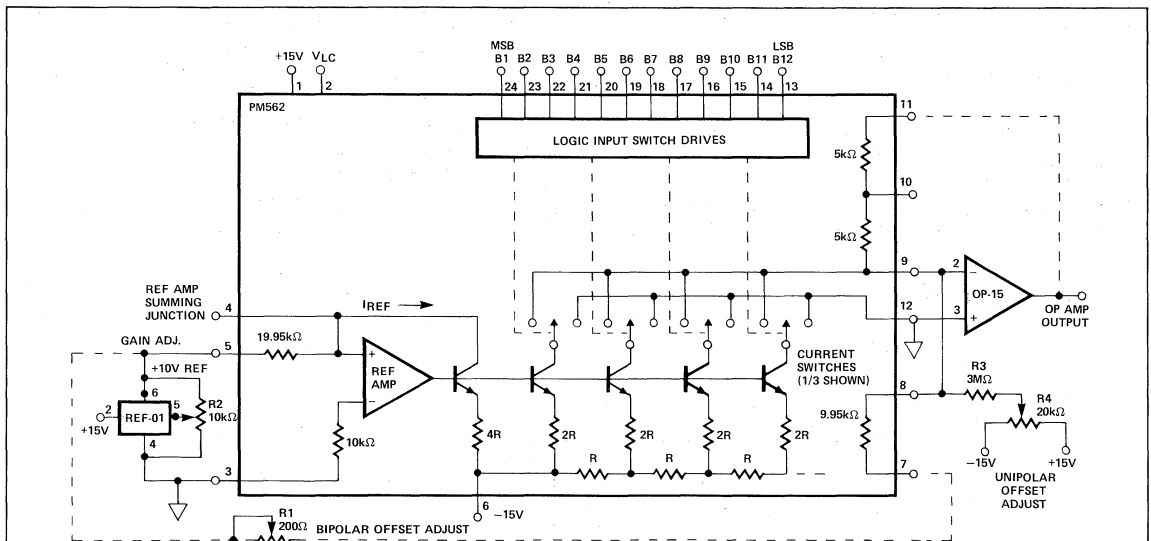 MSB LSB
+15V VLC B1 B2 B3 B4 B5 B6 B7 B8 B9 B10 B11 B12
1 2 24 23 22 21 20 19 18 17 16 15 14 13
PM562
11
LOGIC INPUT SWITCH DRIVES
5kΩ
10
5kΩ
9
2
−
OP-15
REF AMP
SUMMING
JUNCTION
4
IREF
12
3
+
OP AMP
OUTPUT
GAIN ADJ.
5
19.95kΩ
+
REF
AMP
−
CURRENT
SWITCHES
(1/3 SHOWN)
+10V REF
6
2
REF-01
5
R2
10kΩ
+15V
4
8
R3
3MΩ
R4
20kΩ
9.95kΩ
10kΩ
4R 2R 2R 2R 2R
R R R
3
7
−15V +15V
UNIPOLAR
OFFSET
ADJUST
6
−15V
R1
200Ω
BIPOLAR OFFSET ADJUST